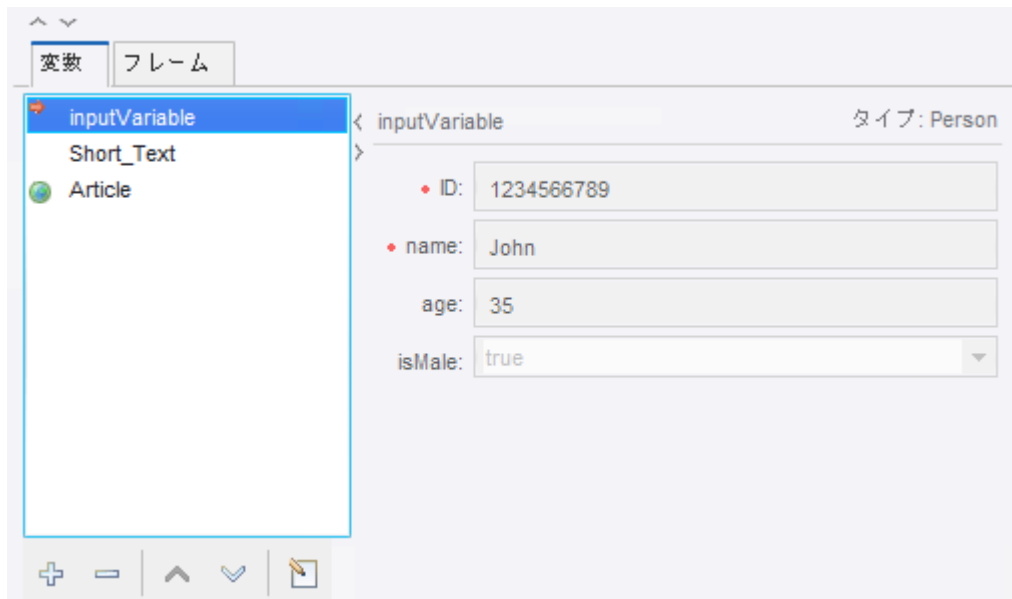 変数 フレーム
inputVariable
Short_Text
Article
inputVariable タイプ: Person
ID: 1234566789
name: John
age: 35
isMale: true